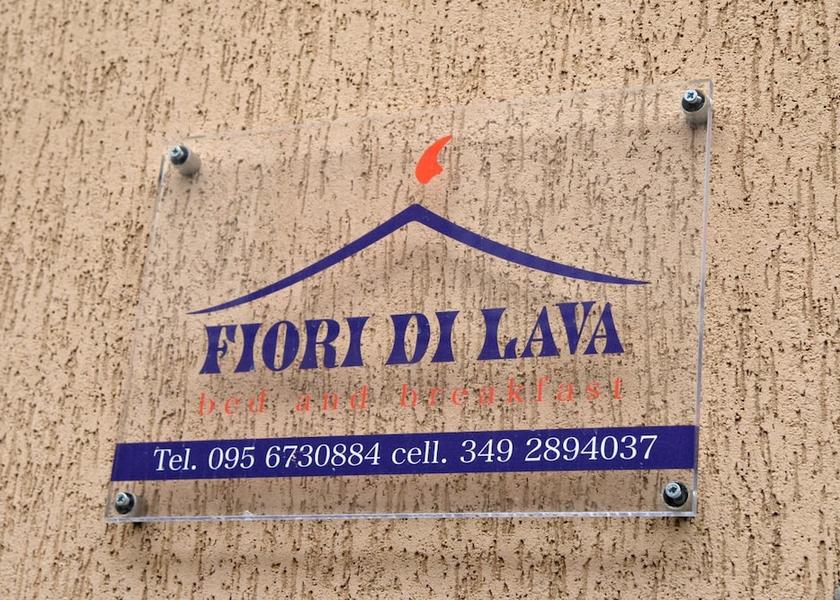 FIORI DI LAVA
bed and breakfast
Tel. 095 6730884 cell. 349 2894037